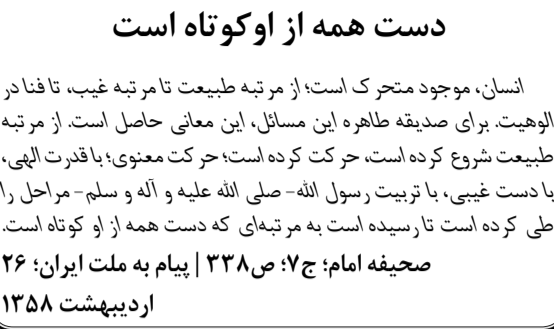 دست همه از اوکوتاه است
انسان، موجود متحرک است؛ از مرتبه طبیعت تا مرتبه غیب، تا فنا در
الوهیت. برای صدیقه طاهره این مسائل، این معانی حاصل است. از مرتبه
طبیعت شروع کرده است، حرکت کرده است؛ حرکت معنوی؛ با قدرت الهی،
با دست غیبی، با تربیت رسول الله- صلی الله علیه و آله و سلم- مراحل را
طی کرده است تا رسیده است به مرتبه‌ای که دست همه از او کوتاه است.
صحیفه امام؛ ج۷؛ ص۳۳۸ | پیام به ملت ایران؛ ۲۶
اردیبهشت ۱۳۵۸